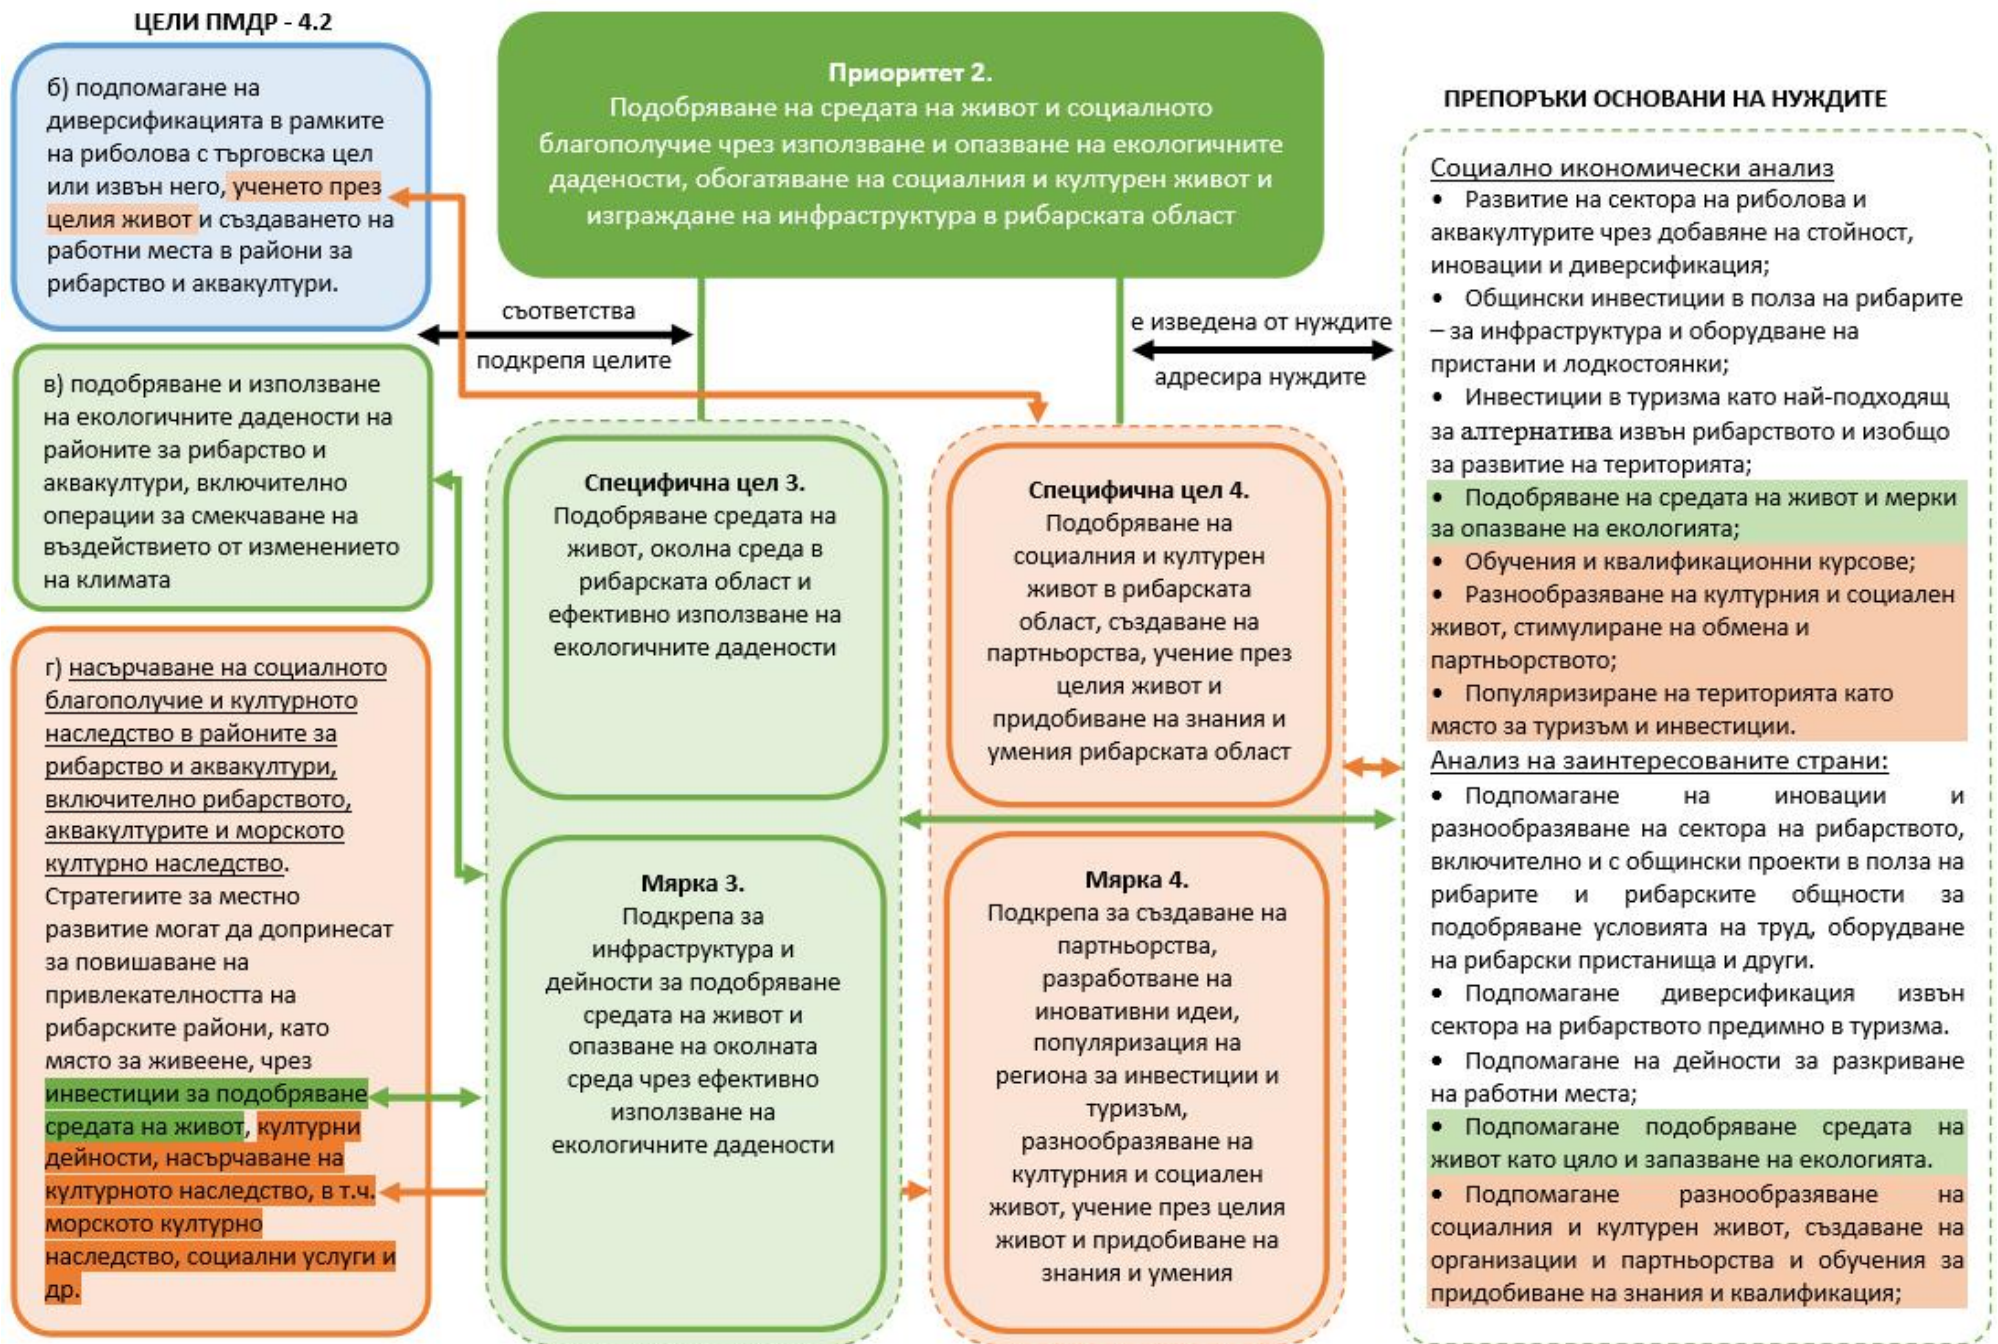 ЦЕЛИ ПМДР - 4.2
б) подпомагане на
диверсификацията в рамките
на риболова с търговска цел
или извън него, ученето през
целия живот и създаването на
работни места в райони за
рибарство и аквакултури.
в) подобряване и използване
на екологичните дадености на
районите за рибарство и
аквакултури, включително
операции за смекчаване на
въздействието от изменението
на климата
г) насърчаване на социалното
благополучие и културното
наследство в районите за
рибарство и аквакултури,
включително рибарството,
аквакултурите и морското
културно наследство.
Стратегиите за местно
развитие могат да допринесат
за повишаване на
привлекателността на
рибарските райони, като
място за живеене, чрез
инвестиции за подобряване
средата на живот, културни
дейности, насърчаване на
културното наследство, в т.ч.
морското културно
наследство, социални услуги и
др.
Приоритет 2.
Подобряване на средата на живот и социалното
благополучие чрез използване и опазване на екологичните
дадености, обогатяване на социалния и културен живот и
изграждане на инфраструктура в рибарската област
съответства
подкрепя целите
е изведена от нуждите
адресира нуждите
Специфична цел 3.
Подобряване средата на
живот, околна среда в
рибарската област и
ефективно използване на
екологичните дадености
Мярка 3.
Подкрепа за
инфраструктура и
дейности за подобряване
средата на живот и
опазване на околната
среда чрез ефективно
използване на
екологичните дадености
Специфична цел 4.
Подобряване на
социалния и културен
живот в рибарската
област, създаване на
партньорства, учение през
целия живот и
придобиване на знания и
умения рибарската област
Мярка 4.
Подкрепа за създаване на
партньорства,
разработване на
иновативни идеи,
популяризация на
региона за инвестиции и
туризъм,
разнообразяване на
културния и социален
живот, учение през целия
живот и придобиване на
знания и умения
ПРЕПОРЪКИ ОСНОВАНИ НА НУЖДИТЕ
Социално икономически анализ
• Развитие на сектора на риболова и
аквакултурите чрез добавяне на стойност,
иновации и диверсификация;
• Общински инвестиции в полза на рибарите
– за инфраструктура и оборудване на
пристани и лодкостоянки;
• Инвестиции в туризма като най-подходящ
за алтернатива извън рибарството и изобщо
за развитие на територията;
• Подобряване на средата на живот и мерки
за опазване на екологията;
• Обучения и квалификационни курсове;
• Разнообразяване на културния и социален
живот, стимулиране на обмена и
партньорството;
• Популяризиране на територията като
място за туризъм и инвестиции.
Анализ на заинтересованите страни:
• Подпомагане на иновации и
разнообразяване на сектора на рибарството,
включително и с общински проекти в полза на
рибарите и рибарските общности за
подобряване условията на труд, оборудване
на рибарски пристанища и други.
• Подпомагане диверсификация извън
сектора на рибарството предимно в туризма.
• Подпомагане на дейности за разкриване
на работни места;
• Подпомагане подобряване средата на
живот като цяло и запазване на екологията.
• Подпомагане разнообразяване на
социалния и културен живот, създаване на
организации и партньорства и обучения за
придобиване на знания и квалификация;